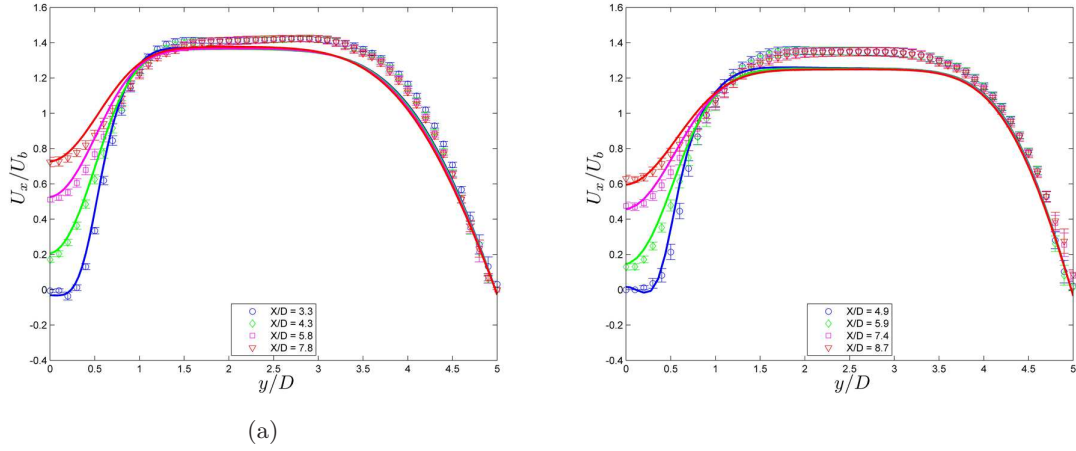 1.6
1.4
1.2
1
0.8
0.6
0.4
0.2
0
-0.2
-0.4
U_x/U_b
0 0.5 1 1.5 2 2.5 3 3.5 4 4.5 5
y/D
X/D = 3.3
X/D = 4.3
X/D = 5.8
X/D = 7.8
(a)
1.6
1.4
1.2
1.0
0.8
0.6
0.4
0.2
0.0
-0.2
-0.4
U_x/U_b
0 0.5 1 1.5 2 2.5 3 3.5 4 4.5 5
y/D
X/D = 4.9
X/D = 5.9
X/D = 7.4
X/D = 8.7